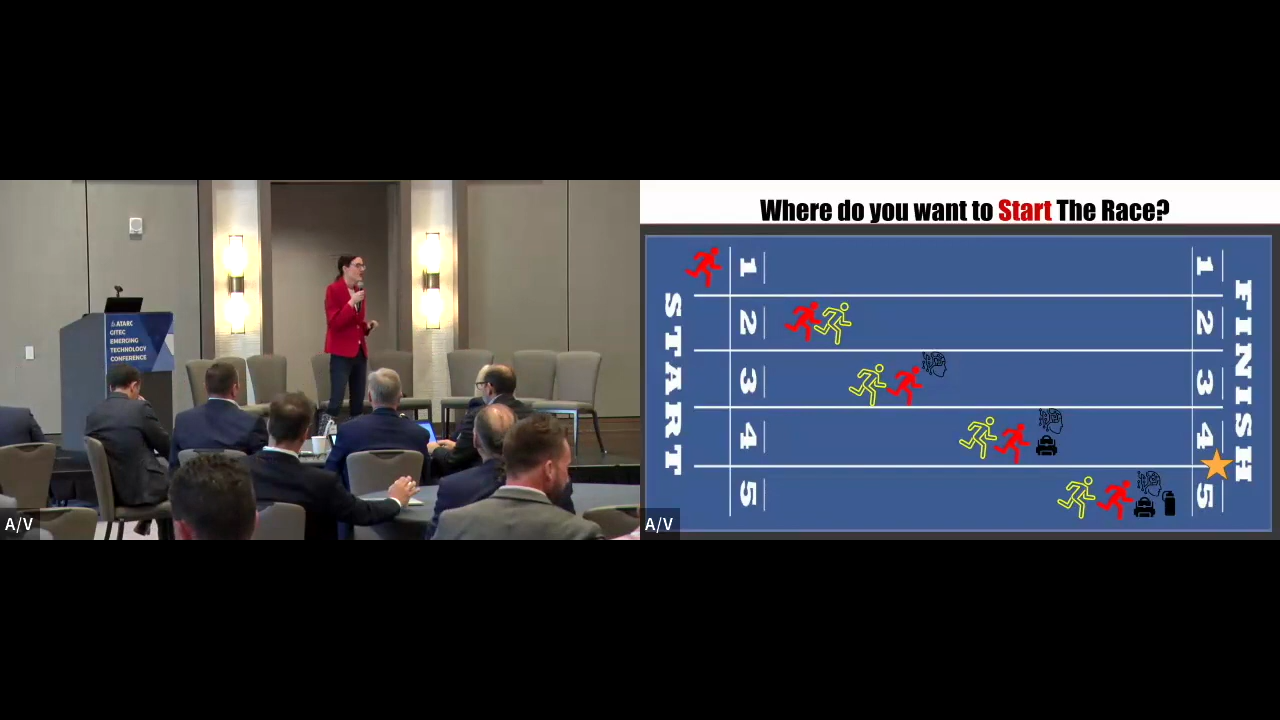 ATARC
GITEC
EMERGING
TECHNOLOGY
CONFERENCE
A/V
Where do you want to Start The Race?
START
1
2
3
4
5
1
2
3
4
5
FINISH
A/V